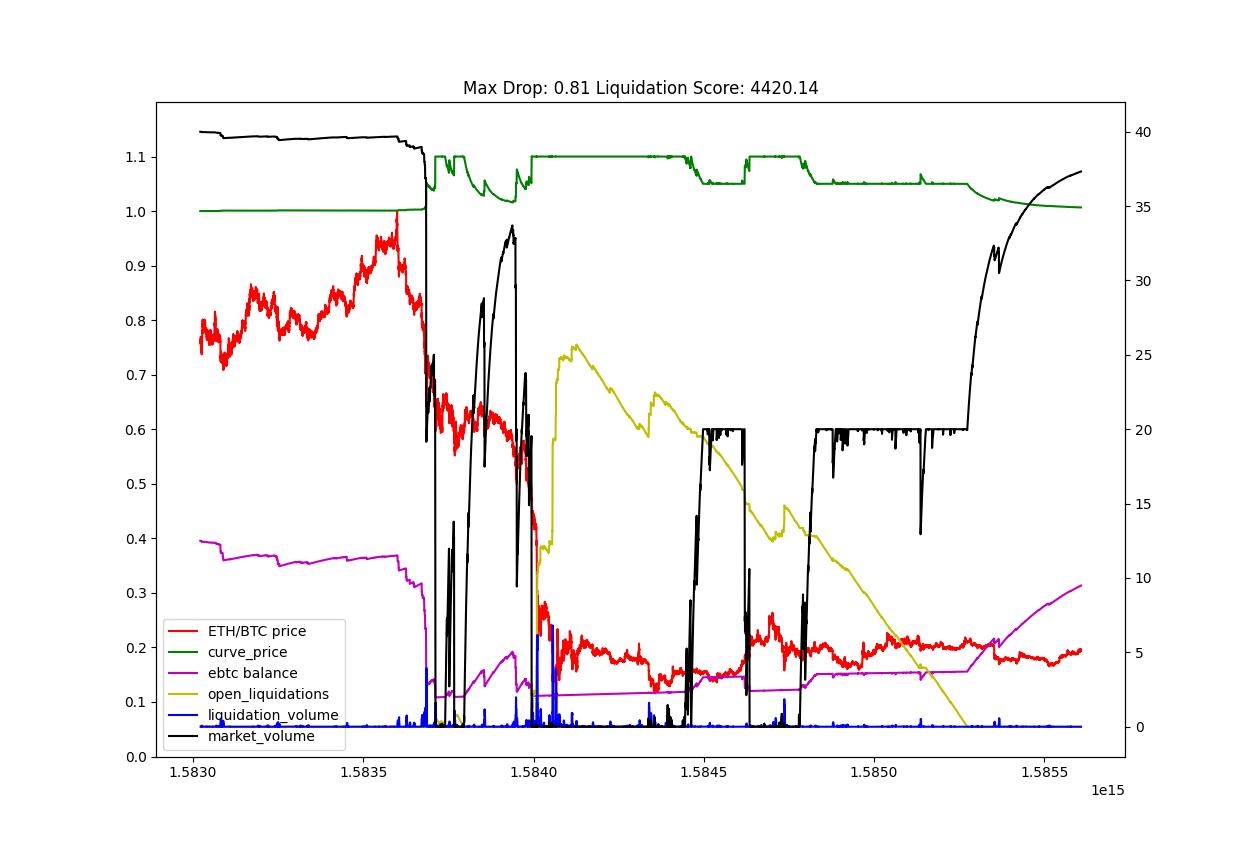 Max Drop: 0.81 Liquidation Score: 4420.14
1.1
1.0
0.9
0.8
0.7
0.6
0.5
0.4
0.3
0.2
0.1
0.0
40
35
30
25
20
15
10
5
0
ETH/BTC price
curve_price
ebtc balance
open_liquidations
liquidation_volume
market_volume
1.5830 1.5835 1.5840 1.5845 1.5850 1.5855
1e15